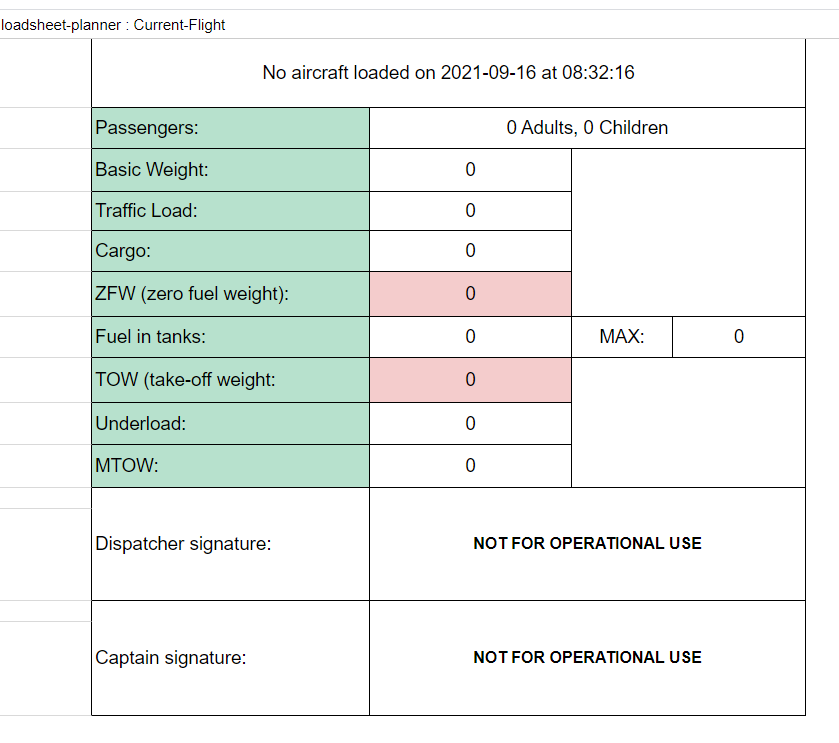 loadsheet-planner : Current-Flight
No aircraft loaded on 2021-09-16 at 08:32:16
Passengers: 0 Adults, 0 Children
Basic Weight: 0
Traffic Load: 0
Cargo: 0
ZFW (zero fuel weight): 0
Fuel in tanks: 0 MAX: 0
TOW (take-off weight: 0
Underload: 0
MTOW: 0
Dispatcher signature: NOT FOR OPERATIONAL USE
Captain signature: NOT FOR OPERATIONAL USE